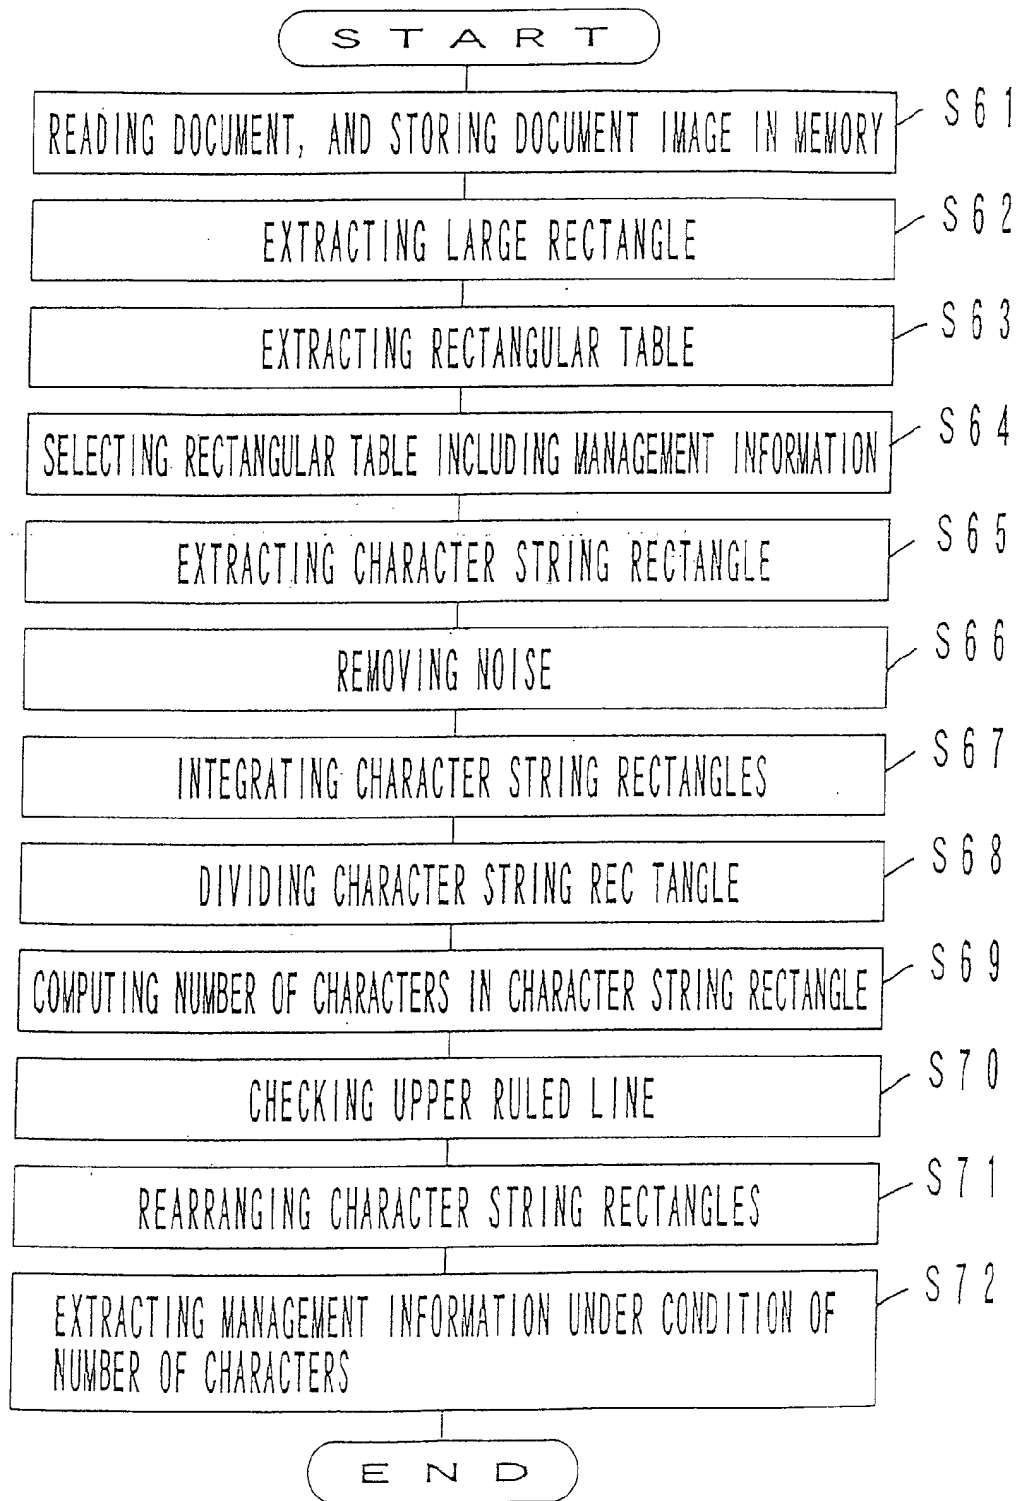 START
S61
READING DOCUMENT, AND STORING DOCUMENT IMAGE IN MEMORY
S62
EXTRACTING LARGE RECTANGLE
S63
EXTRACTING RECTANGULAR TABLE
S64
SELECTING RECTANGULAR TABLE INCLUDING MANAGEMENT INFORMATION
S65
EXTRACTING CHARACTER STRING RECTANGLE
S66
REMOVING NOISE
S67
INTEGRATING CHARACTER STRING RECTANGLES
S68
DIVIDING CHARACTER STRING REC TANGLE
S69
COMPUTING NUMBER OF CHARACTERS IN CHARACTER STRING RECTANGLE
S70
CHECKING UPPER RULED LINE
S71
REARRANGING CHARACTER STRING RECTANGLES
S72
EXTRACTING MANAGEMENT INFORMATION UNDER CONDITION OF
NUMBER OF CHARACTERS
END